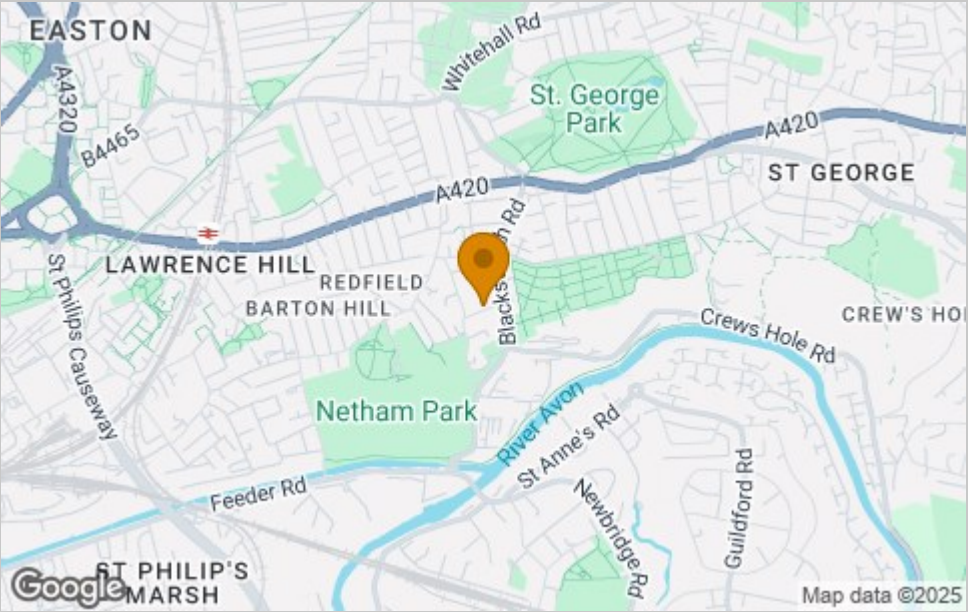 EASTON
Whitehall Rd
A4320
B4465
St. George
Park
A420
A420
ST GEORGE
LAWRENCE HILL
REDFIELD
BARTON HILL
St Philips Causeway
CREW'S HO
Crews Hole Rd
Netham Park
River Avon
St Anne's Rd
Feeder Rd
Newbridge Rd
Guildford Rd
ST PHILIP'S
MARSH
Google
Map data ©2025